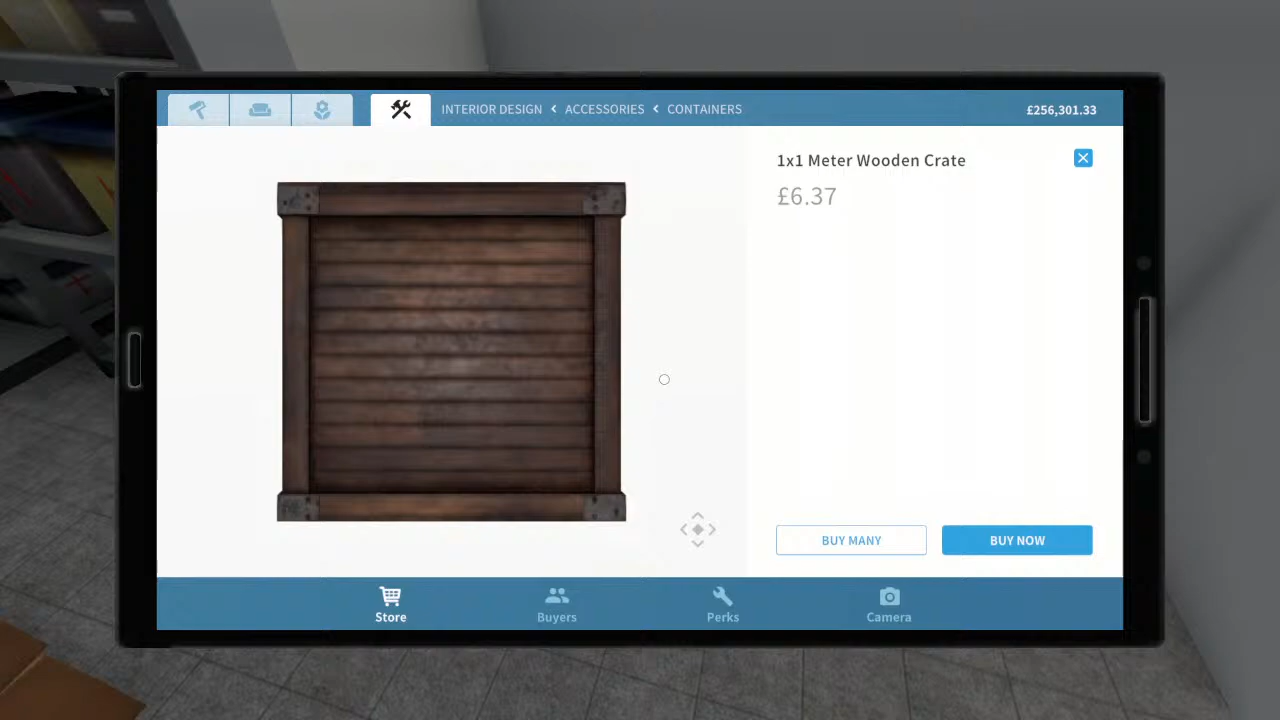 INTERIOR DESIGN < ACCESSORIES < CONTAINERS
£256,301.33
1x1 Meter Wooden Crate
£6.37
BUY MANY
BUY NOW
Store
Buyers
Perks
Camera